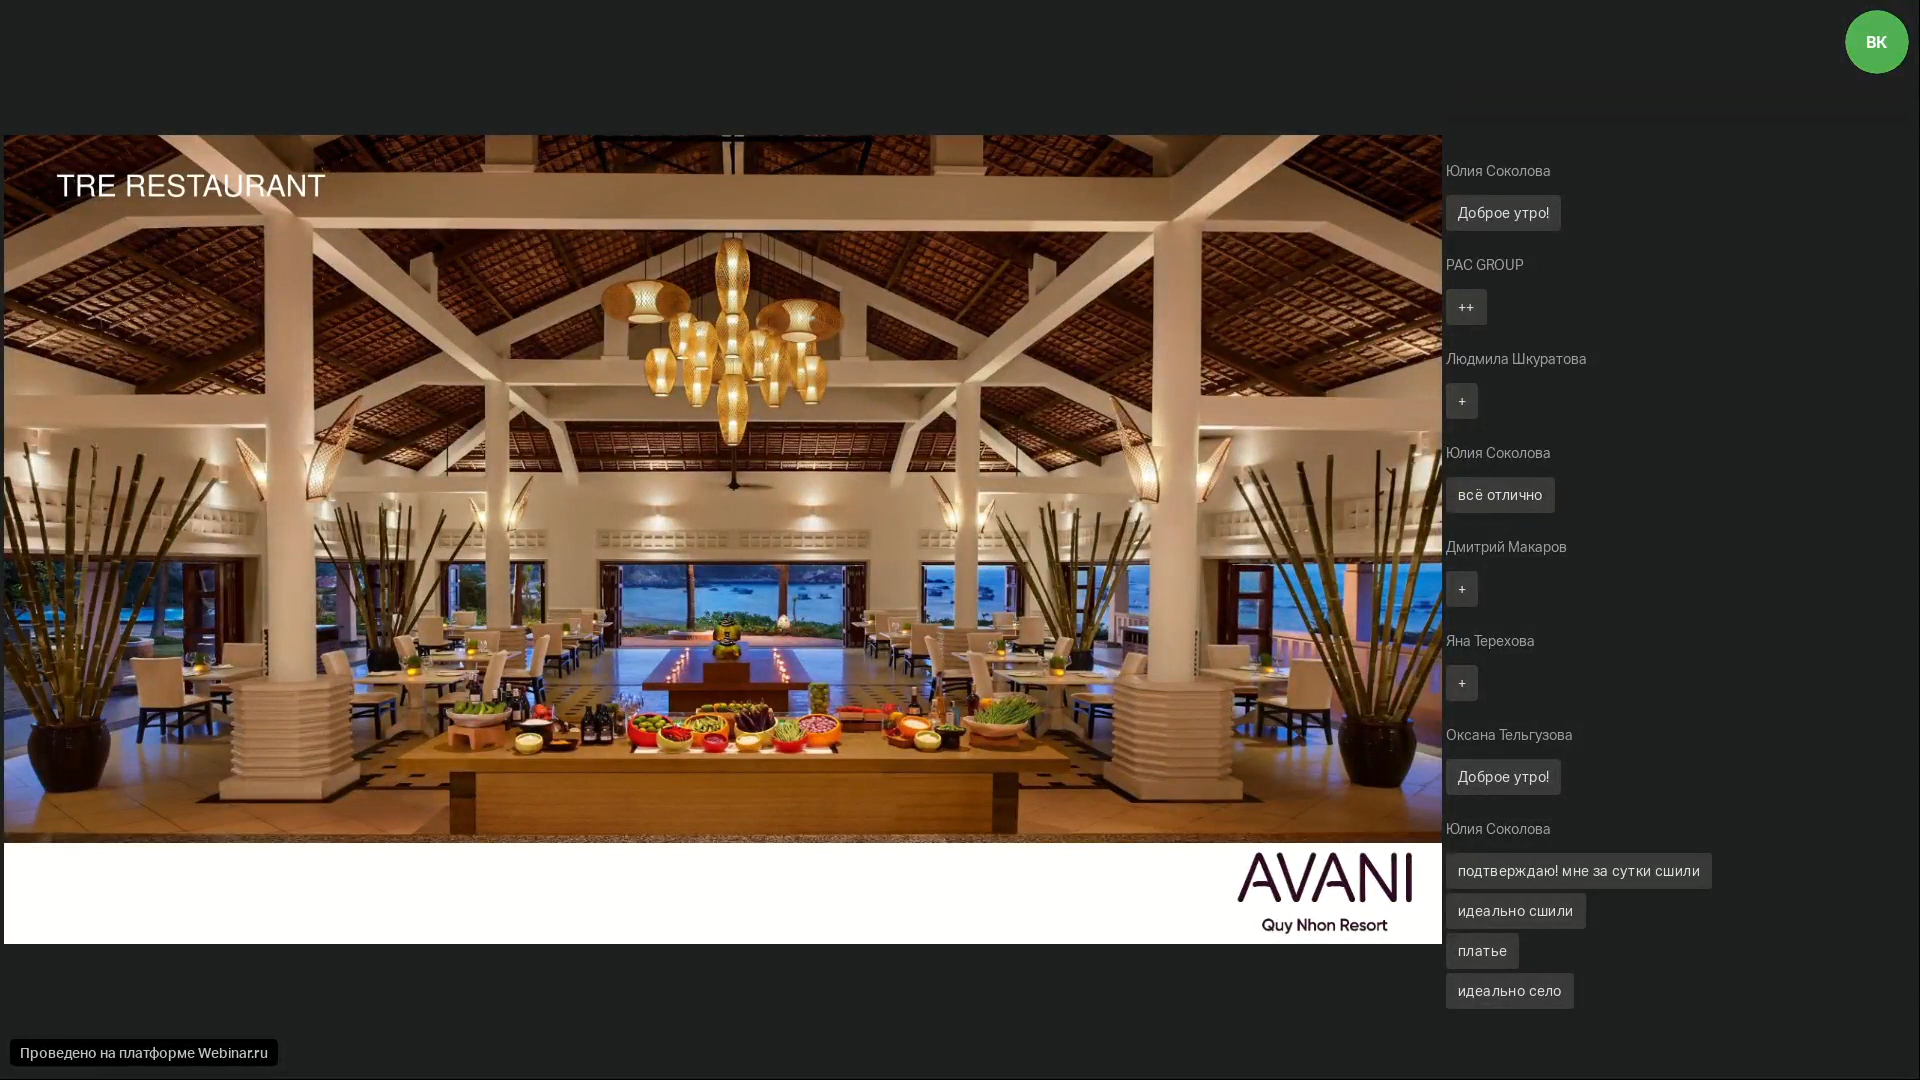 ВК
TRE RESTAURANT
Юлия Соколова
Доброе утро!
PAC GROUP
++
Людмила Шкуратова
+
Юлия Соколова
всё отлично
Дмитрий Макаров
+
Яна Терехова
+
Оксана Тельгузова
Доброе утро!
Юлия Соколова
подтверждаю! мне за сутки сшили
идеально сшили
платье
идеально село
AVANI
Quy Nhon Resort
Проведено на платформе Webinar.ru